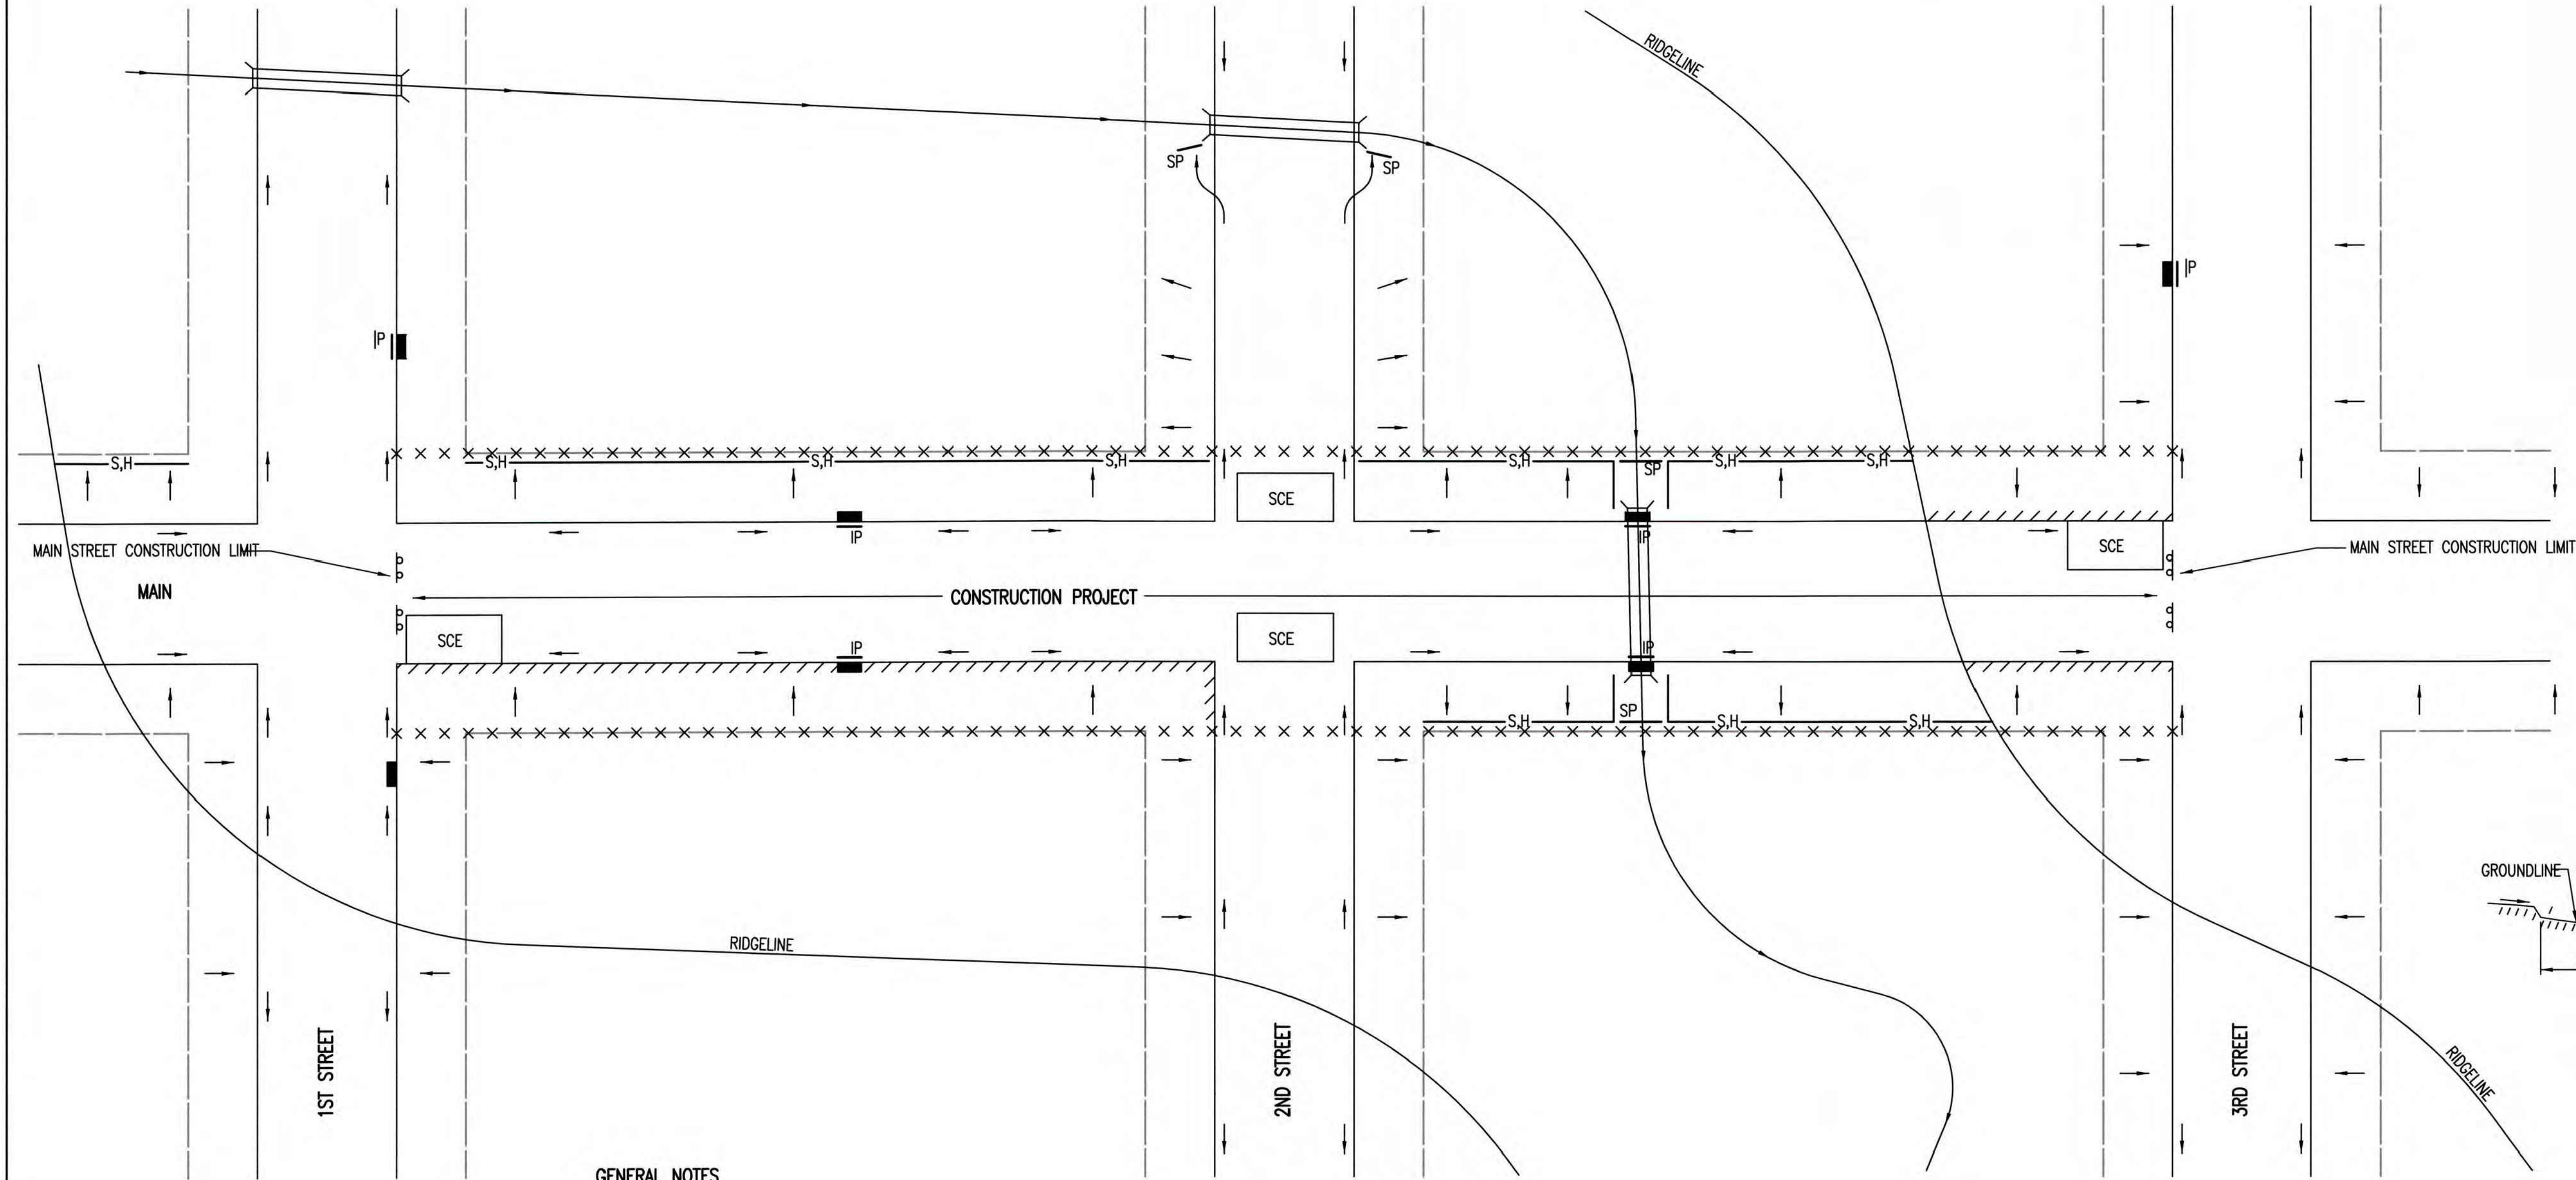 RIDGELINE
SP
SP
IP
IP
S,H
S,H
S,H
S,H
S,H
SP
S,H
S,H
SCE
IP
IP
SCE
MAIN STREET CONSTRUCTION LIMIT
MAIN STREET CONSTRUCTION LIMIT
MAIN
CONSTRUCTION PROJECT
SCE
SCE
IP
IP
SP
S,H
S,H
S,H
GROUNDLINE
RIDGELINE
1ST STREET
2ND STREET
3RD STREET
RIDGELINE
GENERAL NOTES